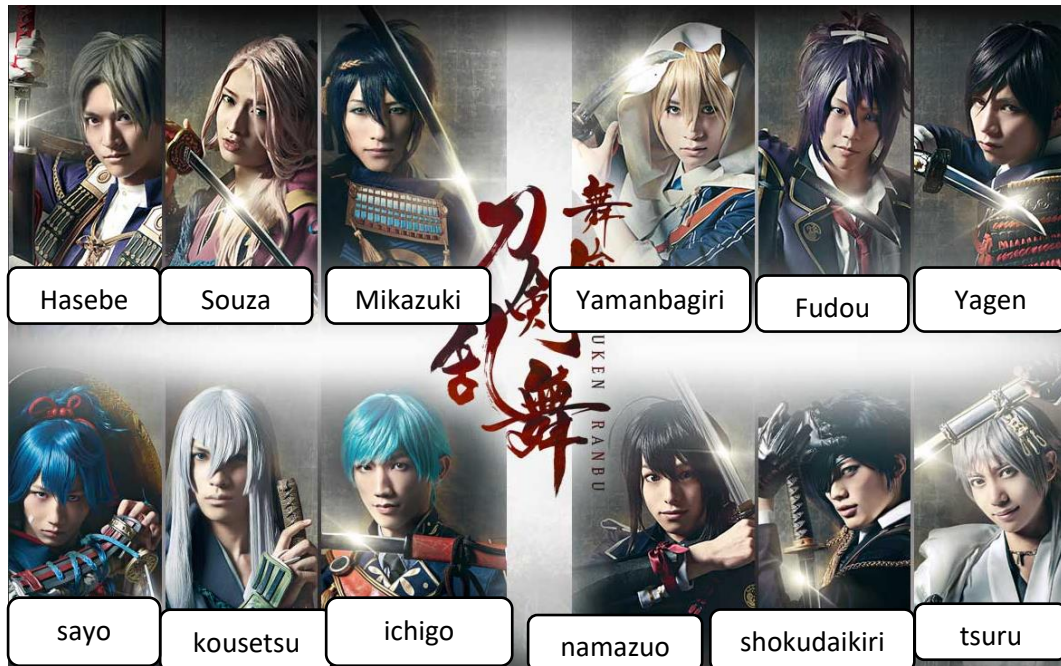 舞
刀剣乱舞
UKEN RANBU
Hasebe
Souza
Mikazuki
Yamanbagiri
Fudou
Yagen
sayo
kousetsu
ichigo
namazuo
shokudaikiri
tsuru